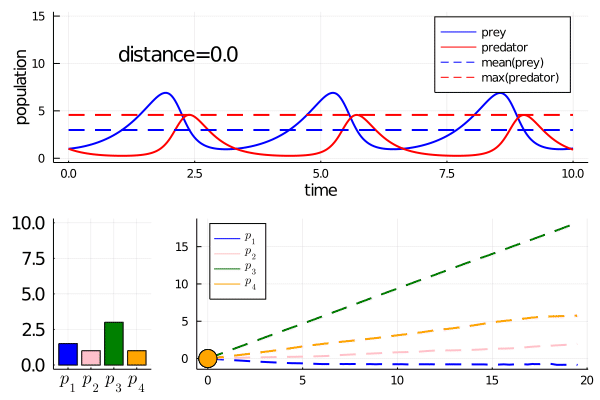 15
10
5
0
population
distance=0.0
prey
predator
mean(prey)
max(predator)
0.0 2.5 5.0 7.5 10.0
time
10.0
7.5
5.0
2.5
0.0
p1 p2 p3 p4
15
10
5
0
p1
p2
p3
p4
0 5 10 15 20